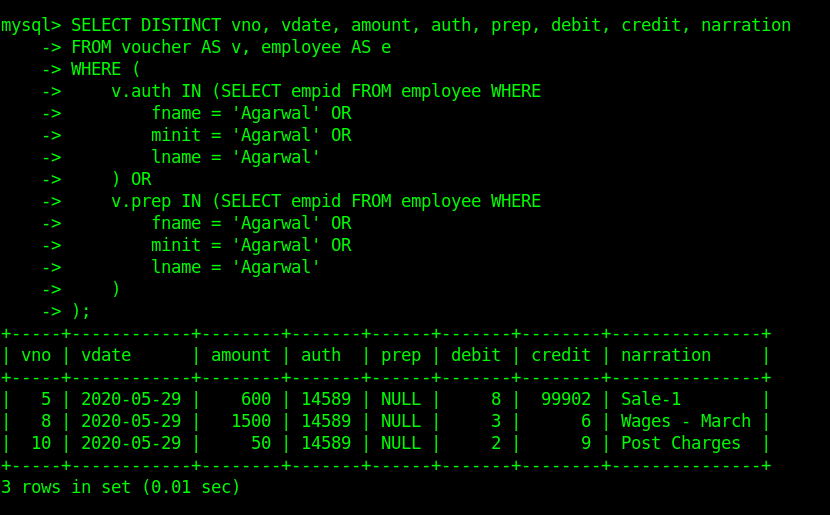 mysql> SELECT DISTINCT vno, vdate, amount, auth, prep, debit, credit, narration
    -> FROM voucher AS v, employee AS e
    -> WHERE (
    ->     v.auth IN (SELECT empid FROM employee WHERE
    ->         fname = 'Agarwal' OR
    ->         minit = 'Agarwal' OR
    ->         lname = 'Agarwal'
    ->     ) OR
    ->     v.prep IN (SELECT empid FROM employee WHERE
    ->         fname = 'Agarwal' OR
    ->         minit = 'Agarwal' OR
    ->         lname = 'Agarwal'
    ->     )
    -> );
+-----+------------+--------+-------+------+-------+--------+---------------+
| vno | vdate      | amount | auth  | prep | debit | credit | narration     |
+-----+------------+--------+-------+------+-------+--------+---------------+
|   5 | 2020-05-29 |    600 | 14589 | NULL |     8 |  99902 | Sale-1        |
|   8 | 2020-05-29 |   1500 | 14589 | NULL |     3 |      6 | Wages - March |
|  10 | 2020-05-29 |     50 | 14589 | NULL |     2 |      9 | Post Charges  |
+-----+------------+--------+-------+------+-------+--------+---------------+
3 rows in set (0.01 sec)